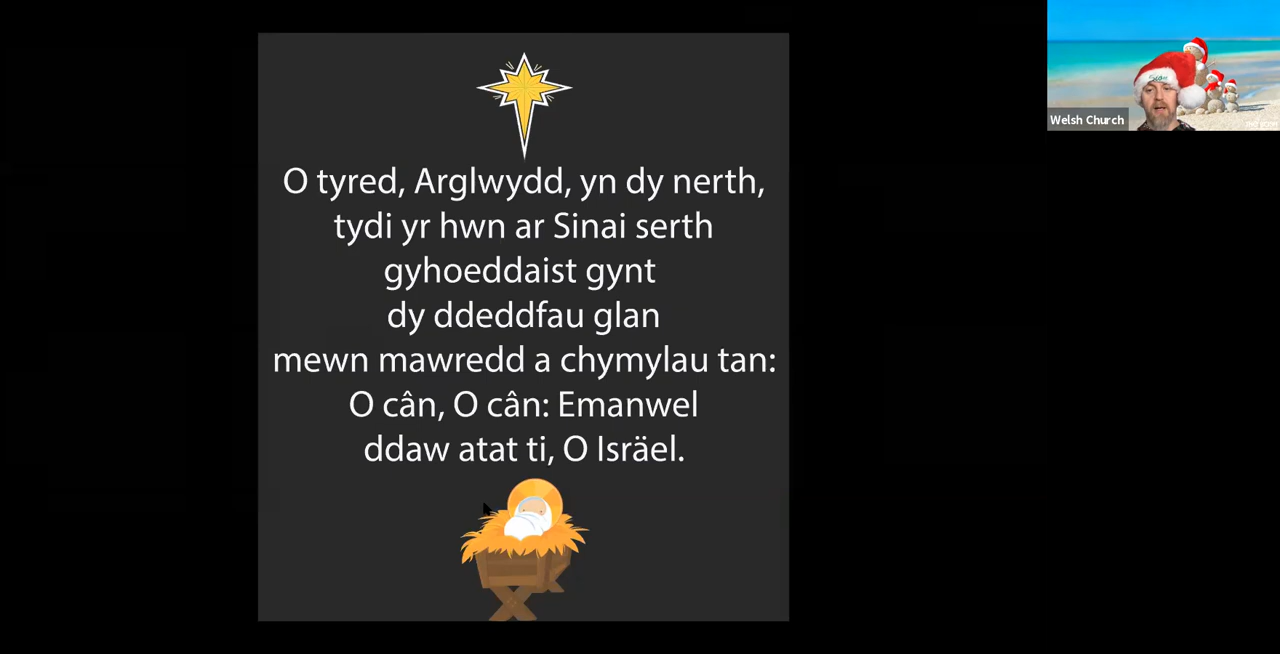 O tyred, Arglwydd, yn dy nerth,
tydi yr hwn ar Sinai serth
gyhoeddaist gynt
dy ddeddfau glan
mewn mawredd a chymylau tan:
O cân, O cân: Emanwel
ddaw atat ti, O Isräel.
Welsh Church